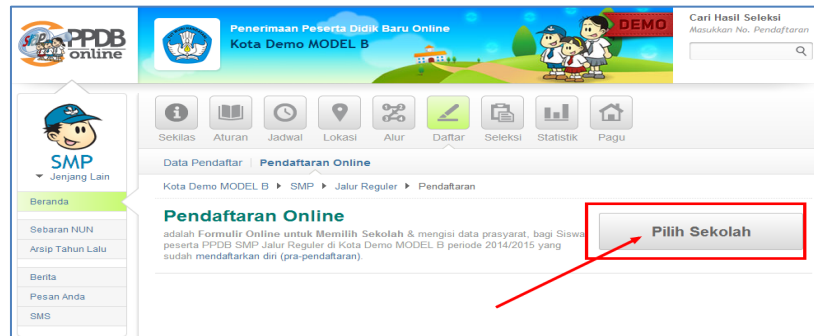 PPDB
online
Penerimaan Peserta Didik Baru Online
Kota Demo MODEL B
DEMO
Cari Hasil Seleksi
Masukkan No. Pendaftaran
SMP
Jenjang Lain
Beranda
Sebaran NUN
Arsip Tahun Lalu
Berita
Pesan Anda
SMS
Sekilas Aturan Jadwal Lokasi Alur Daftar Seleksi Statistik Pagu
Data Pendaftar | Pendaftaran Online
Kota Demo MODEL B ▶ SMP ▶ Jalur Reguler ▶ Pendaftaran
Pendaftaran Online
adalah Formulir Online untuk Memilih Sekolah & mengisi data prasyarat, bagi Siswa
peserta PPDB SMP Jalur Reguler di Kota Demo MODEL B periode 2014/2015 yang
sudah mendaftarkan diri (pra-pendaftaran).
Pilih Sekolah